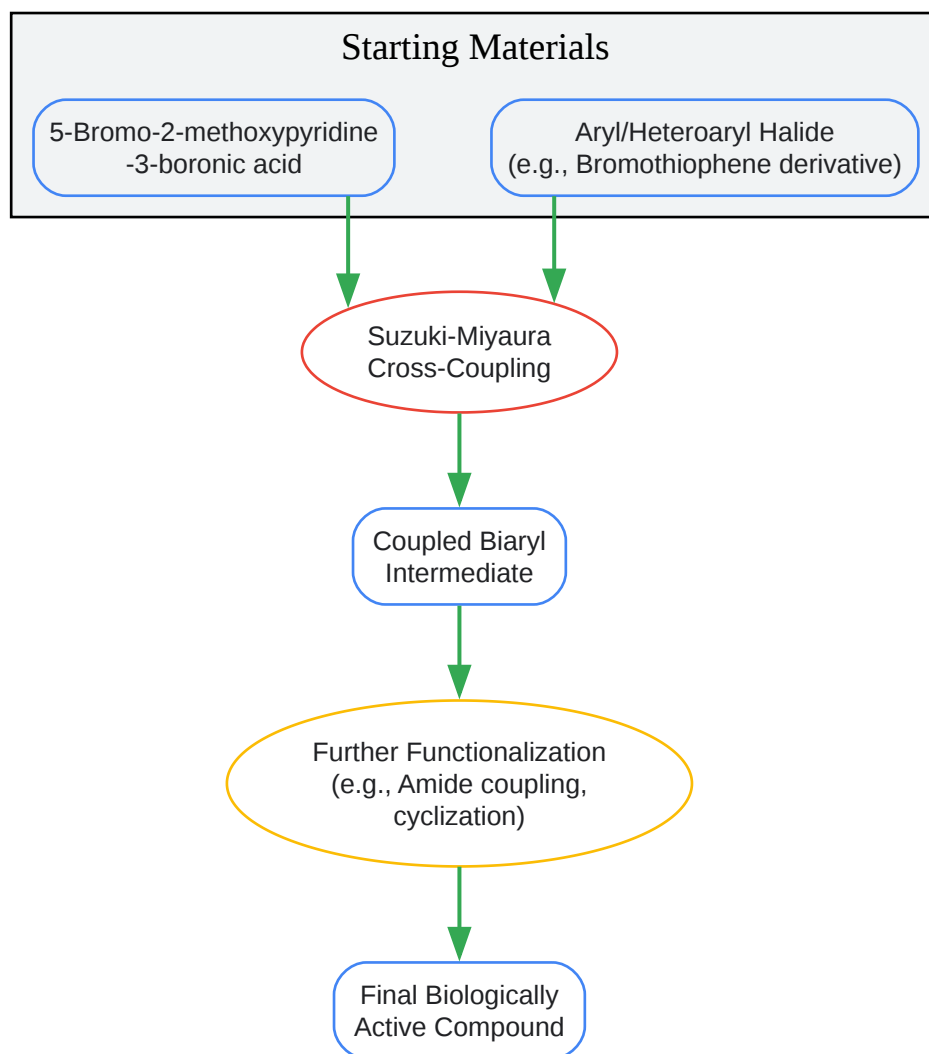 Starting Materials
5-Bromo-2-methoxypyridine
-3-boronic acid
Aryl/Heteroaryl Halide
(e.g., Bromothiophene derivative)
Suzuki-Miyaura
Cross-Coupling
Coupled Biaryl
Intermediate
Further Functionalization
(e.g., Amide coupling,
cyclization)
Final Biologically
Active Compound